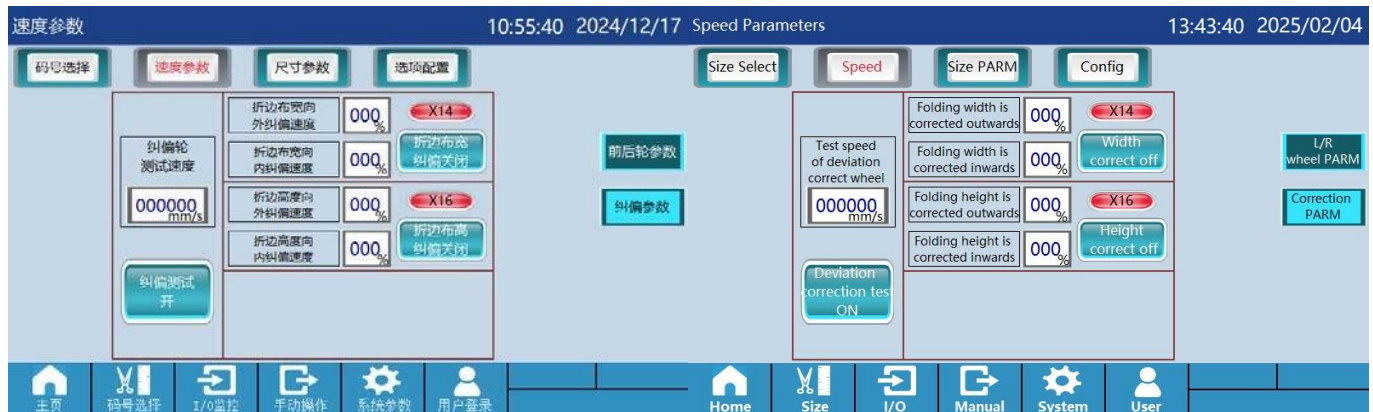 速度参数 10:55:40 2024/12/17
码号选择 速度参数 尺寸参数 选项配置
纠偏轮
测试速度
000000
mm/s
纠偏测试
开
折边布宽向
外纠偏速度
000
%
X14
折边布宽向
内纠偏速度
000
%
折边布宽
纠偏关闭
折边高度向
外纠偏速度
000
%
X16
折边高度向
内纠偏速度
000
%
折边布高
纠偏关闭
前后轮参数
纠偏参数
主页 码号选择 I/O监控 手动操作 系统参数 用户登录
Speed Parameters 13:43:40 2025/02/04
Size Select Speed Size PARM Config
Test speed
of deviation
correct wheel
000000
mm/s
Deviation
correction test
ON
Folding width is
corrected outwards
000
%
X14
Folding width is
corrected inwards
000
%
Width
correct off
Folding height is
corrected outwards
000
%
X16
Folding height is
corrected inwards
000
%
Height
correct off
L/R
wheel PARM
Correction
PARM
Home Size I/O Manual System User